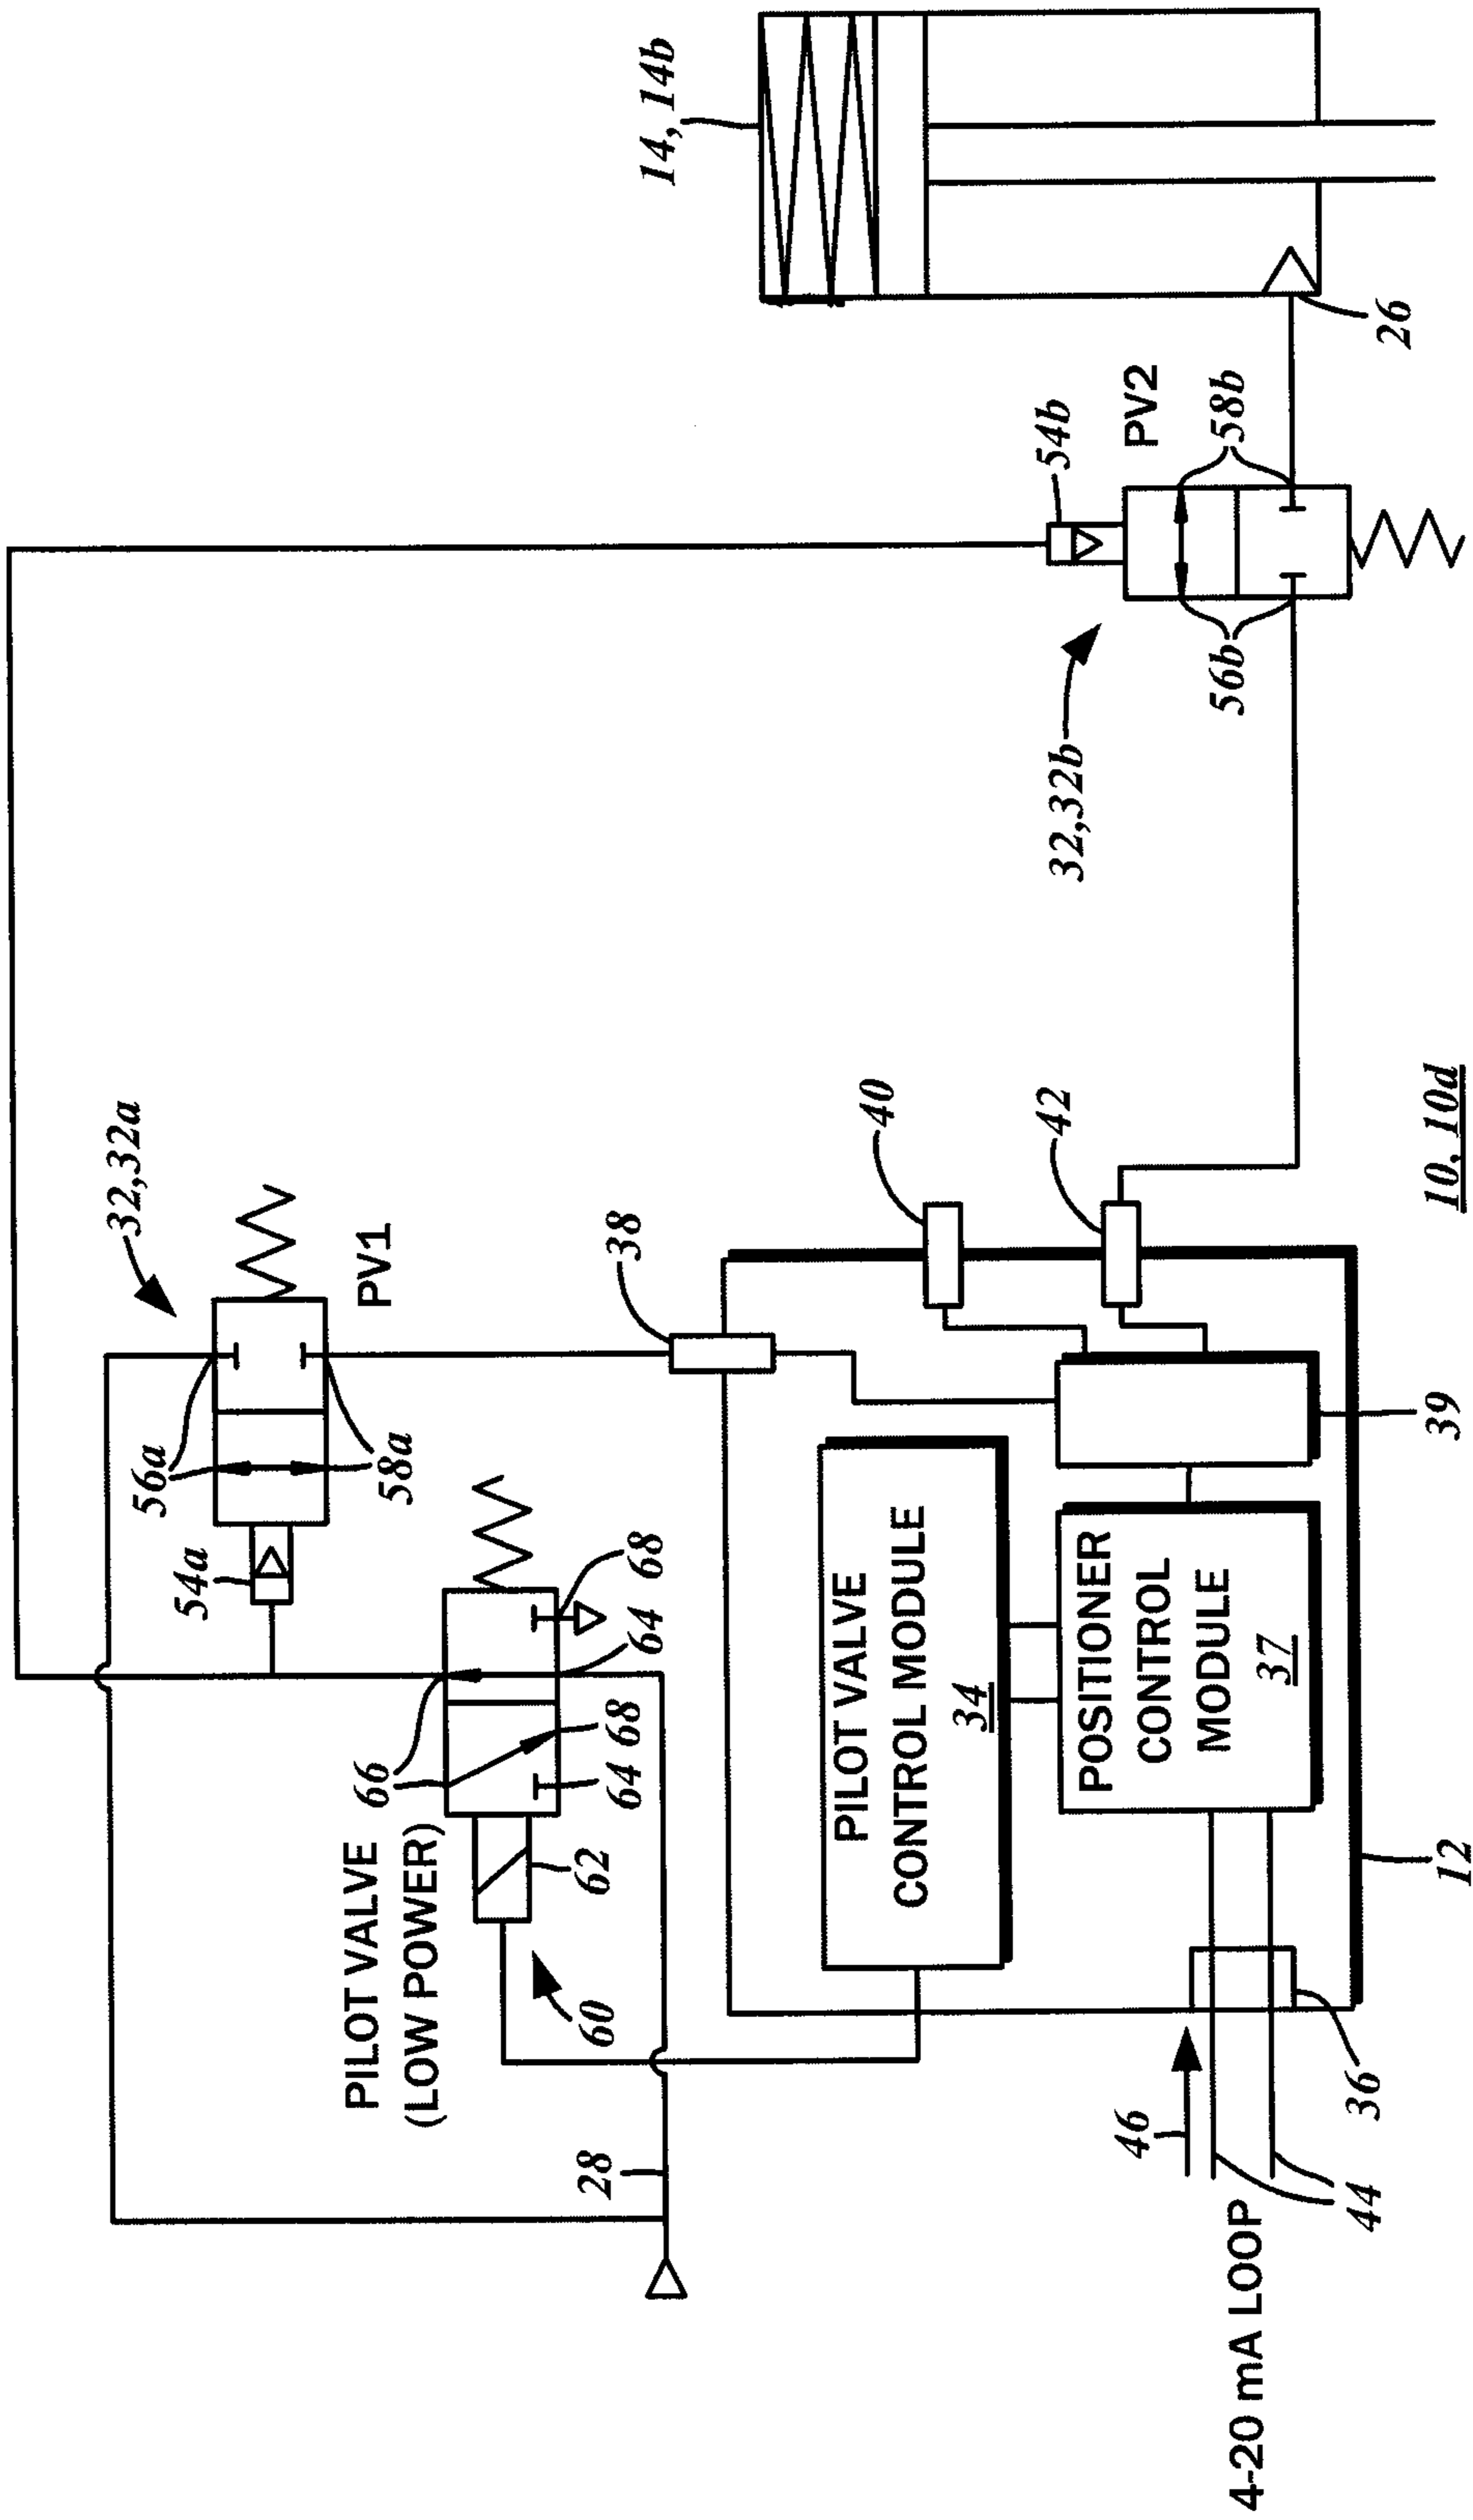 32,32a
56a
54a
58a
PV1
66
64
68
64 68
PILOT VALVE
(LOW POWER)
62
60
28
38
40
42
PILOT VALVE
CONTROL MODULE
34
POSITIONER
CONTROL
MODULE
37
39
12
46
36
44
4-20 mA LOOP
14, 14b
54b
PV2
58b
56b
32,32b
26
10, 10d